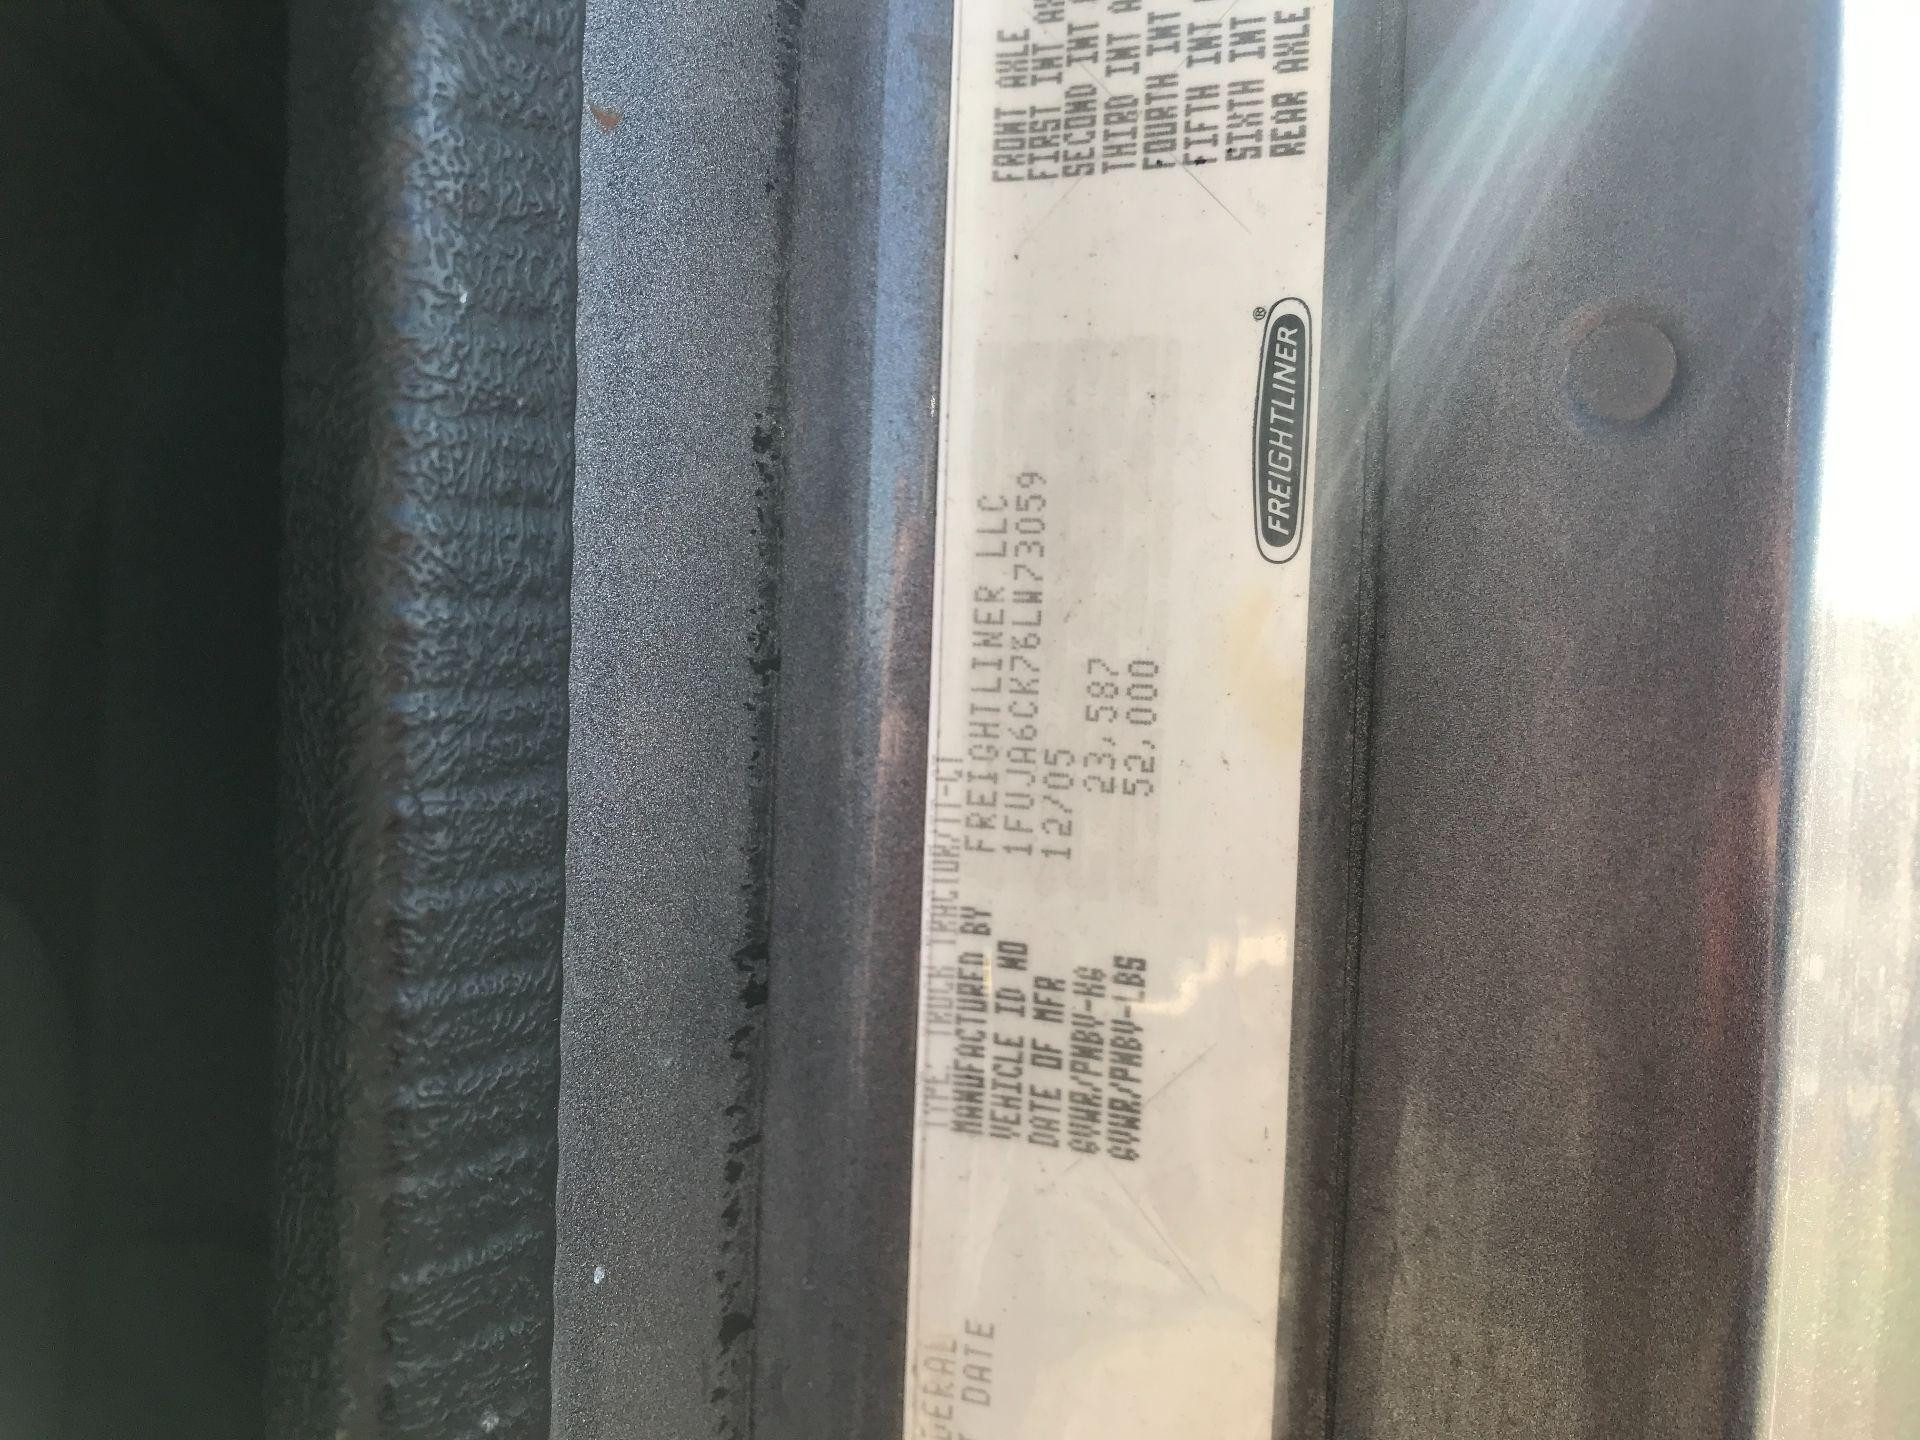 TYPE: TRUCK TRACTOR/TT-CT
MANUFACTURED BY FREIGHTLINER LLC
VEHICLE ID NO 1FUJA6CK76LW73059
DATE OF MFR 12/05
GVWR/PNBV-KG 23,587
GVWR/PNBV-LBS 52,000
FRONT AXLE
FIRST INT
SECOND INT
THIRD INT
FOURTH INT
FIFTH INT
SIXTH INT
REAR AXLE
FREIGHTLINER®
DATE